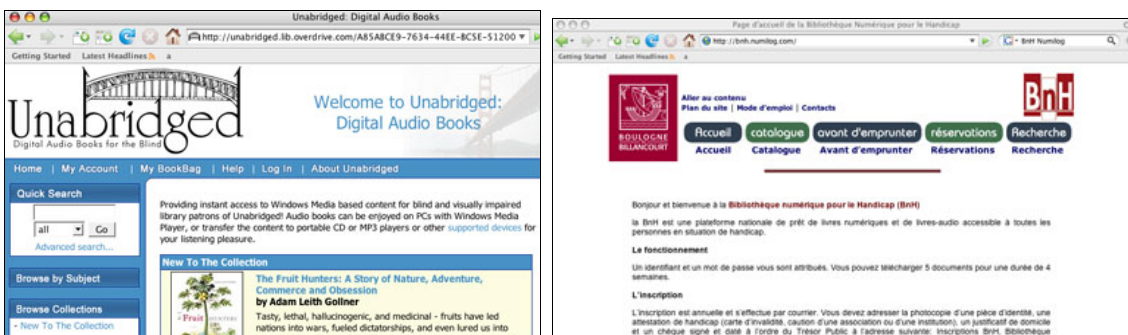 Unabridged: Digital Audio Books
http://unabridged.lib.overdrive.com/A85ABCE9-7634-44EE-BC5E-51200
Getting Started Latest Headlines a
Unabridged
Digital Audio Books for the Blind
Welcome to Unabridged:
Digital Audio Books
Home | My Account | My BookBag | Help | Log In | About Unabridged
Quick Search
all Go
Advanced search...
Browse by Subject
Browse Collections
- New To The Collection
Providing instant access to Windows Media based content for blind and visually impaired
library patrons of Unabridged! Audio books can be enjoyed on PCs with Windows Media
Player, or transfer the content to portable CD or MP3 players or other supported devices for
your listening pleasure.
New To The Collection
The Fruit Hunters: A Story of Nature, Adventure,
Commerce and Obsession
by Adam Leith Gollner
Tasty, lethal, hallucinogenic, and medicinal - fruits have led
nations into wars, fueled dictatorships, and even lured us into
Page d'accueil de la Bibliothèque Numérique pour le Handicap
http://bnh.numilog.com/
BnH Numilog
Getting Started Latest Headlines a
BOULOGNE
BILLANCOURT
Aller au contenu
Plan du site | Mode d'emploi | Contacts
BnH
Accueil catalogue avant d'emprunter réservations Recherche
Accueil Catalogue Avant d'emprunter Réservations Recherche
Bonjour et bienvenue à la Bibliothèque numérique pour le Handicap (BnH)
la BnH est une plateforme nationale de prêt de livres numériques et de livres-audio accessible à toutes les
personnes en situation de handicap.
Le fonctionnement
Un identifiant et un mot de passe vous sont attribués. Vous pouvez télécharger 5 documents pour une durée de 4
semaines.
L'inscription
L'inscription est annuelle et s'effectue par courrier. Vous devez adresser la photocopie d'une pièce d'identité, une
attestation de handicap (carte d'invalidité, caution d'une association ou d'une institution), un justificatif de domicile
et un chèque signé et daté à l'ordre du Trésor Public à l'adresse suivante: Inscriptions BNH, Bibliothèque